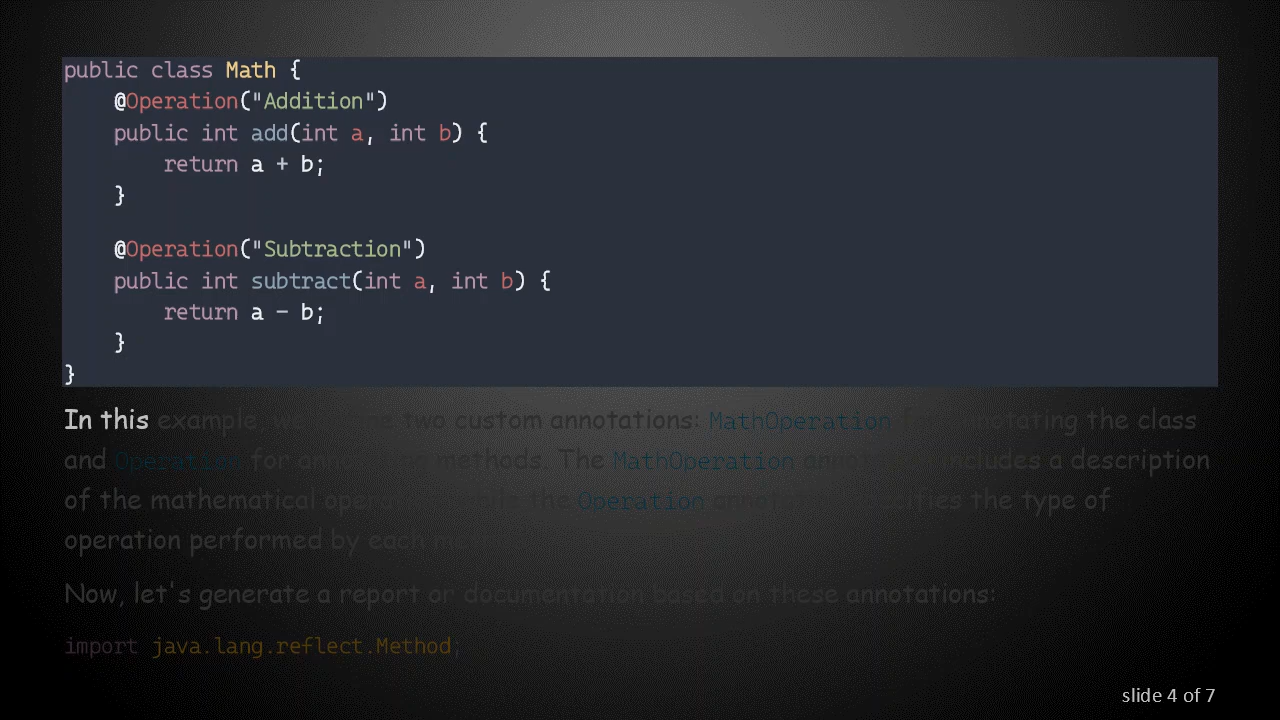 public class Math {
@Operation("Addition")
public int add(int a, int b) {
return a + b;
}
@Operation("Subtraction")
public int subtract(int a, int b) {
return a - b;
}
}
In this example, we two custom annotations: MathOperation for annotating the class
and Operation for annotating methods. The MathOperation annotation includes a description
of the mathematical operation, while the Operation annotation specifies the type of
operation performed by each method.
Now, let's generate a report or documentation based on these annotations:
import java.lang.reflect.Method;
slide 4 of 7